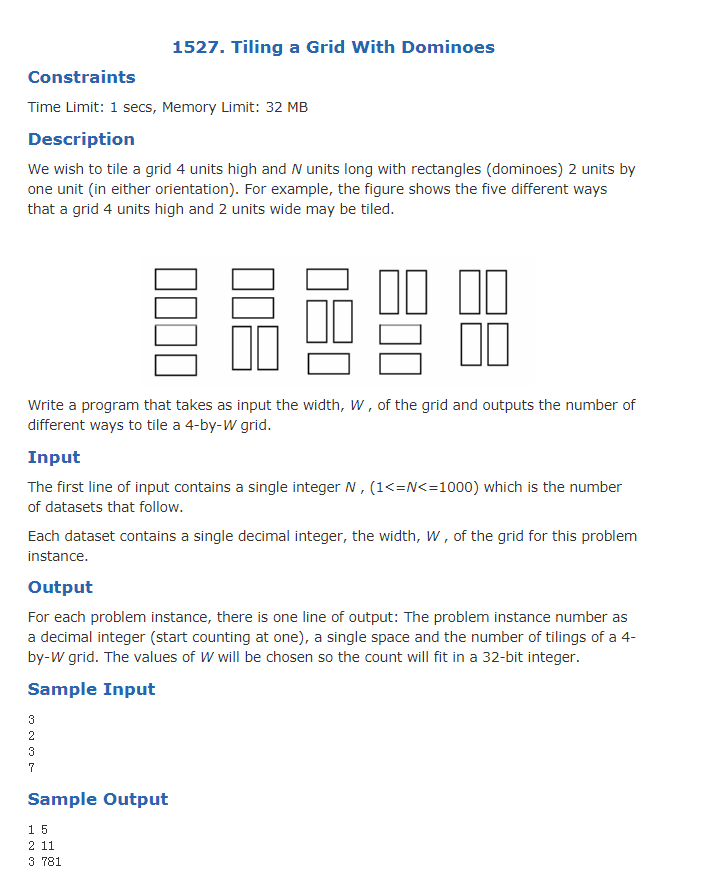 1527. Tiling a Grid With Dominoes
Constraints
Time Limit: 1 secs, Memory Limit: 32 MB
Description
We wish to tile a grid 4 units high and N units long with rectangles (dominoes) 2 units by
one unit (in either orientation). For example, the figure shows the five different ways
that a grid 4 units high and 2 units wide may be tiled.
Write a program that takes as input the width, W , of the grid and outputs the number of
different ways to tile a 4-by-W grid.
Input
The first line of input contains a single integer N , (1<=N<=1000) which is the number
of datasets that follow.
Each dataset contains a single decimal integer, the width, W , of the grid for this problem
instance.
Output
For each problem instance, there is one line of output: The problem instance number as
a decimal integer (start counting at one), a single space and the number of tilings of a 4-
by-W grid. The values of W will be chosen so the count will fit in a 32-bit integer.
Sample Input
3
2
3
7
Sample Output
1 5
2 11
3 781